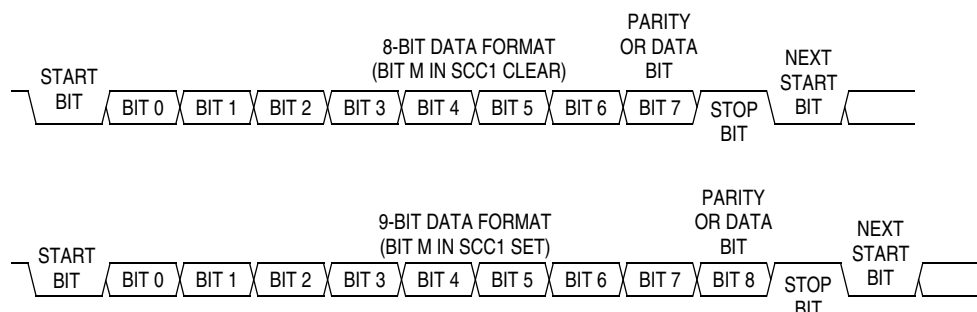 8-BIT DATA FORMAT
(BIT M IN SCC1 CLEAR)
PARITY
OR DATA
BIT
START
BIT
BIT 0
BIT 1
BIT 2
BIT 3
BIT 4
BIT 5
BIT 6
BIT 7
STOP
BIT
NEXT
START
BIT
9-BIT DATA FORMAT
(BIT M IN SCC1 SET)
PARITY
OR DATA
BIT
START
BIT
BIT 0
BIT 1
BIT 2
BIT 3
BIT 4
BIT 5
BIT 6
BIT 7
BIT 8
STOP
BIT
NEXT
START
BIT